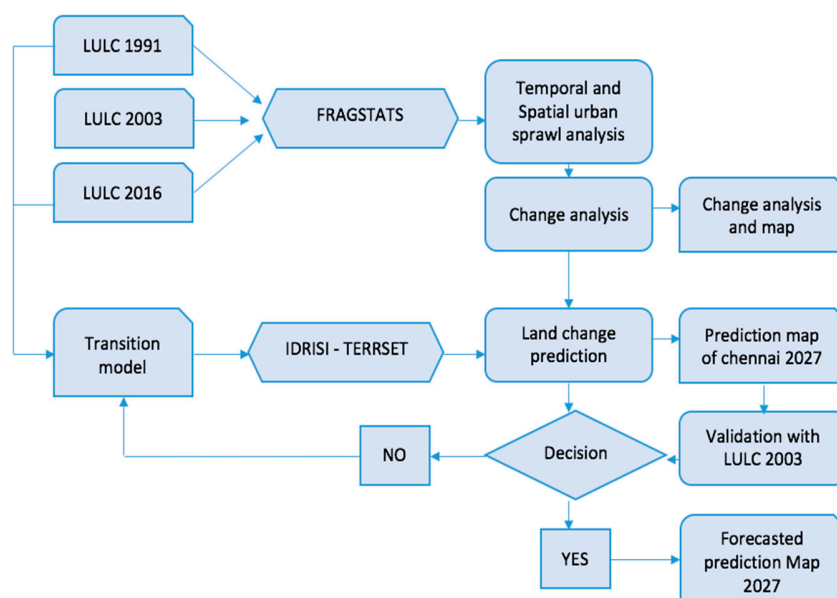 LULC 1991
LULC 2003
LULC 2016
FRAGSTATS
Temporal and
Spatial urban
sprawl analysis
Change analysis
Change analysis
and map
Transition
model
IDRISI - TERRSET
Land change
prediction
Prediction map
of chennai 2027
Validation with
LULC 2003
Decision
NO
YES
Forecasted
prediction Map
2027